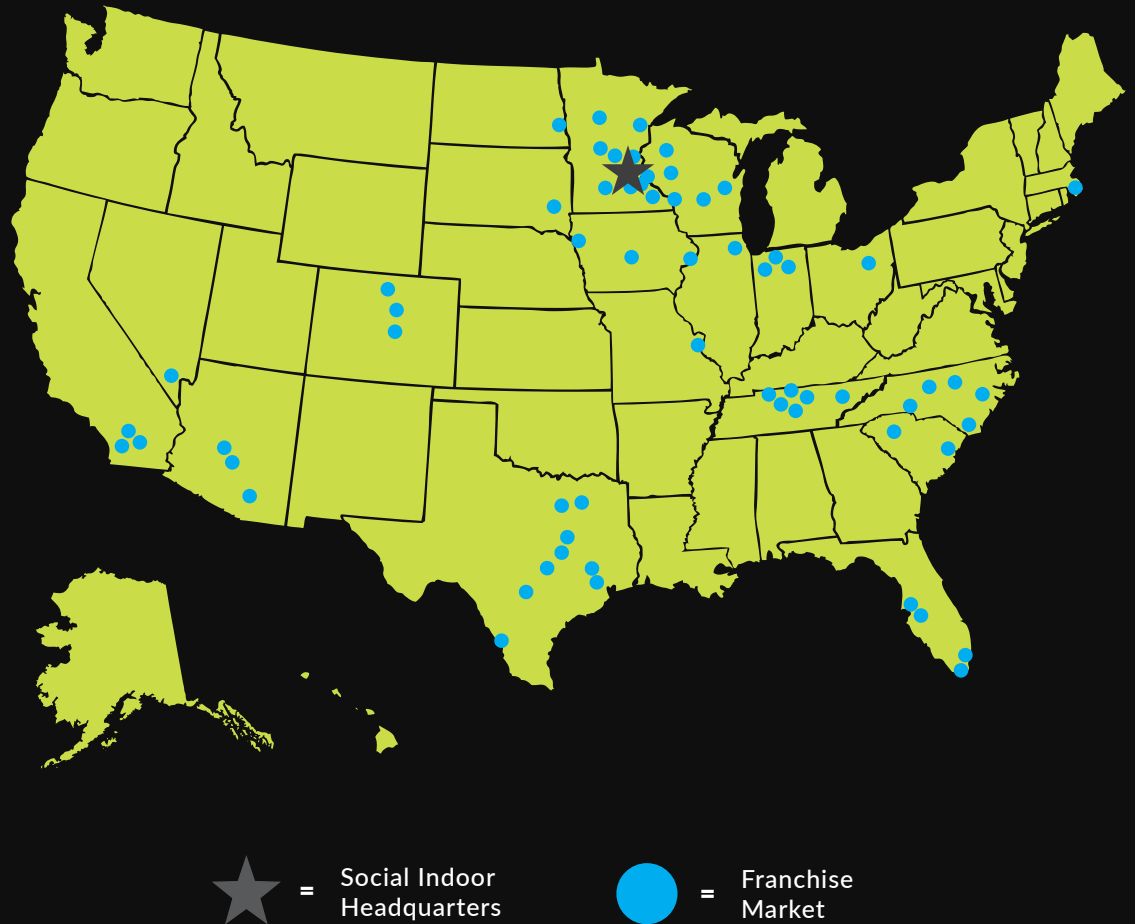 = Social Indoor
Headquarters
= Franchise
Market